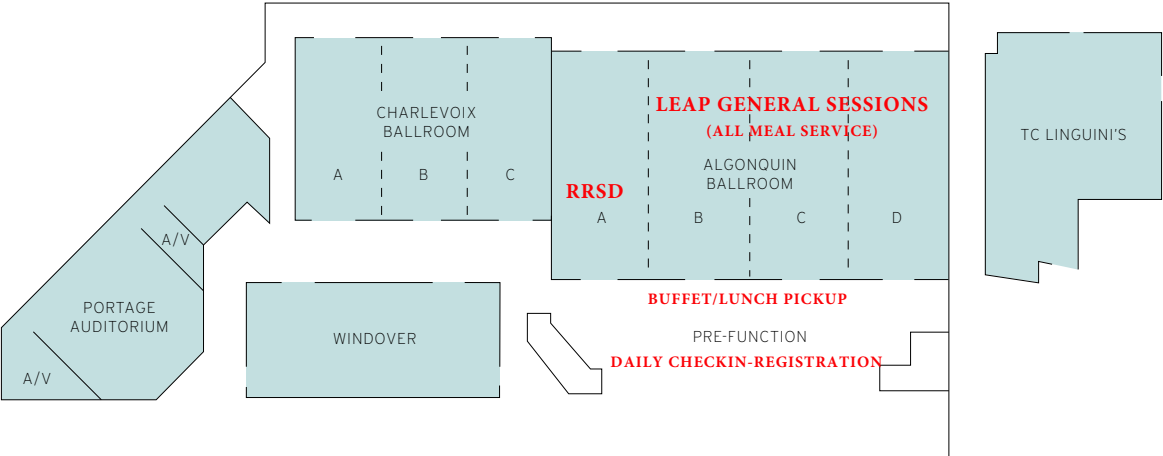 CHARLEVOIX
BALLROOM
A
B
C
LEAP GENERAL SESSIONS
(ALL MEAL SERVICE)
ALGONQUIN
BALLROOM
RRSD
A
B
C
D
TC LINGUINI'S
A/V
PORTAGE
AUDITORIUM
A/V
WINDOVER
BUFFET/LUNCH PICKUP
PRE-FUNCTION
DAILY CHECKIN-REGISTRATION